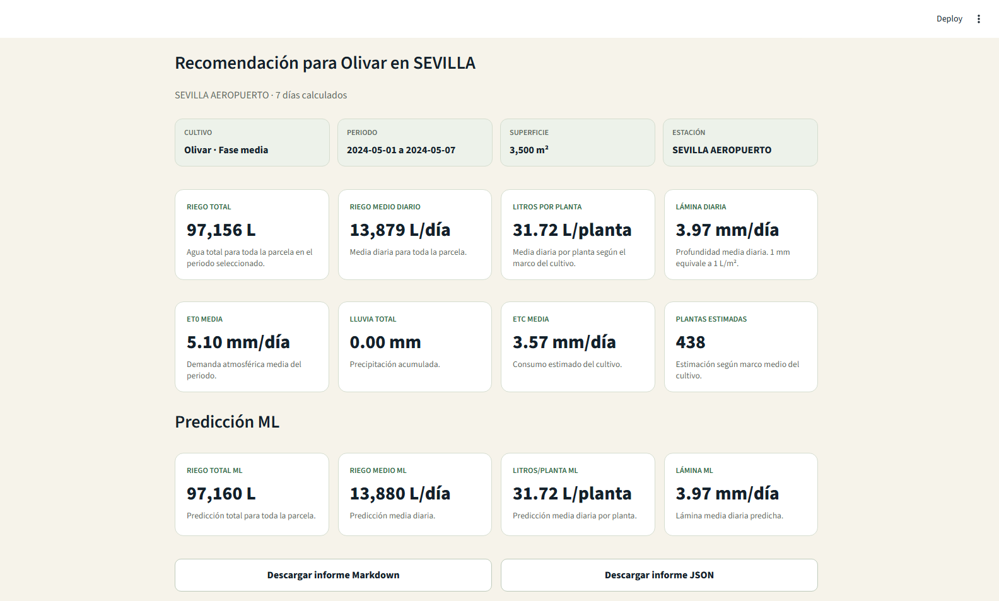 Deploy
Recomendación para Olivar en SEVILLA
SEVILLA AEROPUERTO · 7 días calculados
CULTIVO
Olivar · Fase media
PERIODO
2024-05-01 a 2024-05-07
SUPERFICIE
3,500 m²
ESTACIÓN
SEVILLA AEROPUERTO
RIEGO TOTAL
97,156 L
Agua total para toda la parcela en el
periodo seleccionado.
RIEGO MEDIO DIARIO
13,879 L/día
Media diaria para toda la parcela.
LITROS POR PLANTA
31.72 L/planta
Media diaria por planta según el
marco del cultivo.
LÁMINA DIARIA
3.97 mm/día
Profundidad media diaria. 1 mm
equivale a 1 L/m².
ET0 MEDIA
5.10 mm/día
Demanda atmosférica media del
periodo.
LLUVIA TOTAL
0.00 mm
Precipitación acumulada.
ETC MEDIA
3.57 mm/día
Consumo estimado del cultivo.
PLANTAS ESTIMADAS
438
Estimación según marco medio del
cultivo.
Predicción ML
RIEGO TOTAL ML
97,160 L
Predicción total para toda la parcela.
RIEGO MEDIO ML
13,880 L/día
Predicción media diaria.
LITROS/PLANTA ML
31.72 L/planta
Predicción media diaria por planta.
LÁMINA ML
3.97 mm/día
Lámina media diaria predicha.
Descargar informe Markdown
Descargar informe JSON